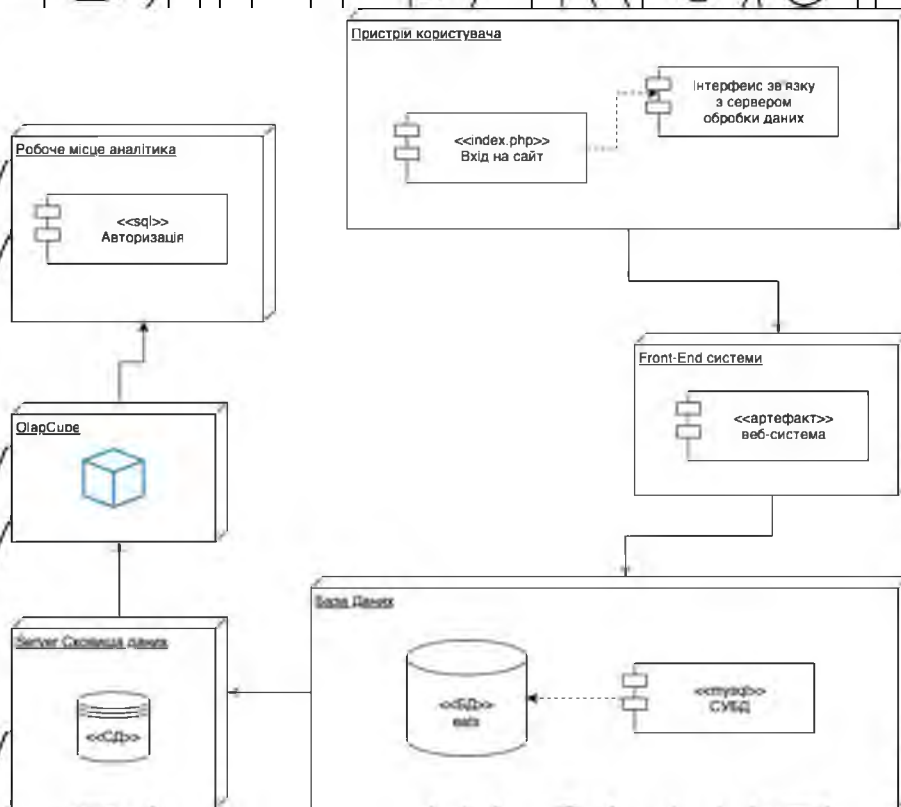 Пристрій користувача
Інтерфейс зв'язку
з сервером
обробки даних
<<index.php>>
Вхід на сайт
Робоче місце аналітика
<<sql>>
Авторизація
Front-End системи
<<артефакт>>
веб-система
OlapCube
База Даних
<<БД>>
eats
<<mysql>>
СУБД
Server Сховища даних
<<СД>>